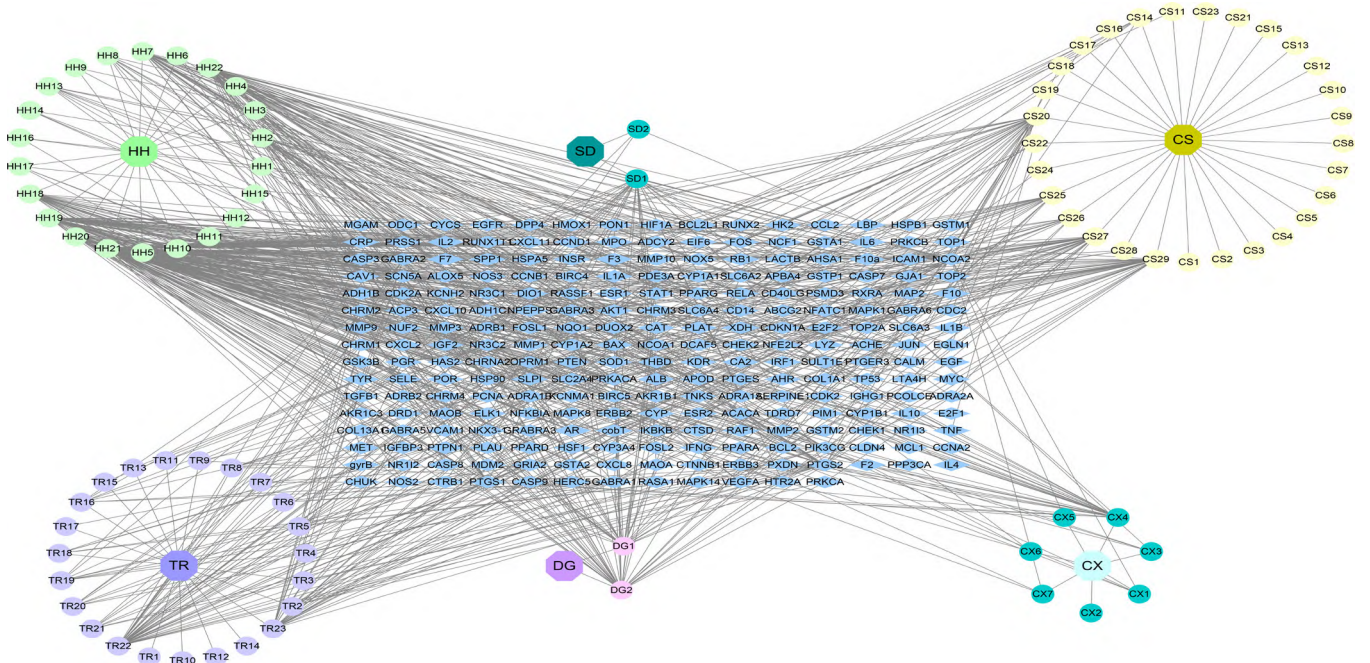 HH7
HH6
HH8
HH22
HH9
HH4
HH13
HH3
HH14
HH2
HH16
HH
HH17
HH1
HH15
HH18
HH12
HH19
HH11
HH20
HH21
HH5
HH10
SD2
SD
SD1
CS11
CS14
CS23
CS16
CS21
CS17
CS15
CS18
CS13
CS12
CS19
CS10
CS20
CS9
CS22
CS
CS8
CS24
CS7
CS25
CS6
CS26
CS5
CS27
CS4
CS28
CS3
CS29
CS1
CS2
MGAM ODC1 CYCS EGFR DPP4 HMOX1 PON1 HIF1A BCL2L1 RUNX2 HK2 CCL2 LBP HSPB1 GSTM1
CRP PRSS1 IL2 RUNX1T1 CXCL11 CCND1 MPO ADCY2 EIF6 FOS NCF1 GSTA1 IL6 PRKCB TOP1
CASP3 GABRA2 F7 SPP1 HSPA5 INSR F3 MMP10 NOX5 RB1 LACTB AHSA1 F10a ICAM1 NCOA2
CAV1 SCN5A ALOX5 NOS3 CCNB1 BIRC4 IL1A PDE3A CYP1A1 SLC6A2 APBA4 GSTP1 CASP7 GJA1 TOP2
ADH1B CDK2A KCNH2 NR3C1 DIO1 RASSF1 ESR1 STAT1 PPARG RELA CD40LG PSMD3 RXRA MAP2 F10
CHRM2 ACP3 CXCL10 ADH1C NPEPPS GABRA3 AKT1 CHRM3 SLC6A4 CD14 ABCG2 NFATC1 MAPK1 GABRA6 CDC2
MMP9 NUF2 MMP3 ADRB1 FOSL1 NQO1 DUOX2 CAT PLAT XDH CDKN1A E2F2 TOP2A SLC6A3 IL1B
CHRM1 CXCL2 IGF2 NR3C2 MMP1 CYP1A2 BAX NCOA1 DCAF5 CHEK2 NFE2L2 LYZ ACHE JUN EGLN1
GSK3B PGR HAS2 CHRNA2 OPRM1 PTEN SOD1 THBD KDR CA2 IRF1 SULT1E PTGER3 CALM EGF
TYR SELE POR HSP90 SLPI SLC2A4 PRKACA ALB APOD PTGES AHR COL1A1 TP53 LTA4H MYC
TGFB1 ADRB2 CHRM4 PCNA ADRA1B KCNMA1 BIRC5 AKR1B1 TNKS ADRA1A SERPINE1 CDK2 IGHG1 PCOLCE ADRA2A
AKR1C3 DRD1 MAOB ELK1 NFKBIA MAPK8 ERBB2 CYP ESR2 ACACA TDRD7 PIM1 CYP1B1 IL10 E2F1
COL13A1 GABRA5 VCAM1 NKX3- GRABRA3 AR cobT IKBKB CTSD RAF1 MMP2 GSTM2 CHEK1 NR1I3 TNF
MET IGFBP3 PTPN1 PLAU PPARD HSF1 CYP3A4 FOSL2 IFNG PPARA BCL2 PIK3CG CLDN4 MCL1 CCNA2
gyrB NR1I2 CASP8 MDM2 GRIA2 GSTA2 CXCL8 MAOA CTNNB1 ERBB3 PXDN PTGS2 F2 PPP3CA IL4
CHUK NOS2 CTRB1 PTGS1 CASP9 HERC5 GABRA1 RASA1 MAPK14 VEGFA HTR2A PRKCA
TR11
TR9
TR13
TR8
TR15
TR7
TR16
TR6
TR17
TR5
TR18
TR4
TR
TR19
TR3
TR20
TR2
TR21
TR23
TR22
TR14
TR1
TR10
TR12
DG1
DG
DG2
CX5
CX4
CX6
CX3
CX
CX7
CX1
CX2